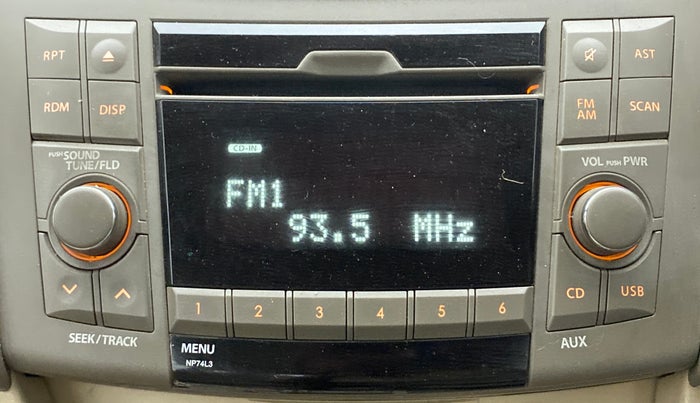 RPT
AST
RDM
DISP
FM
AM
SCAN
PUSH SOUND
TUNE/FLD
VOL PUSH PWR
CD-IN
FM1
93.5 MHz
CD
USB
1 2 3 4 5 6
SEEK/TRACK
AUX
MENU
NP74L3